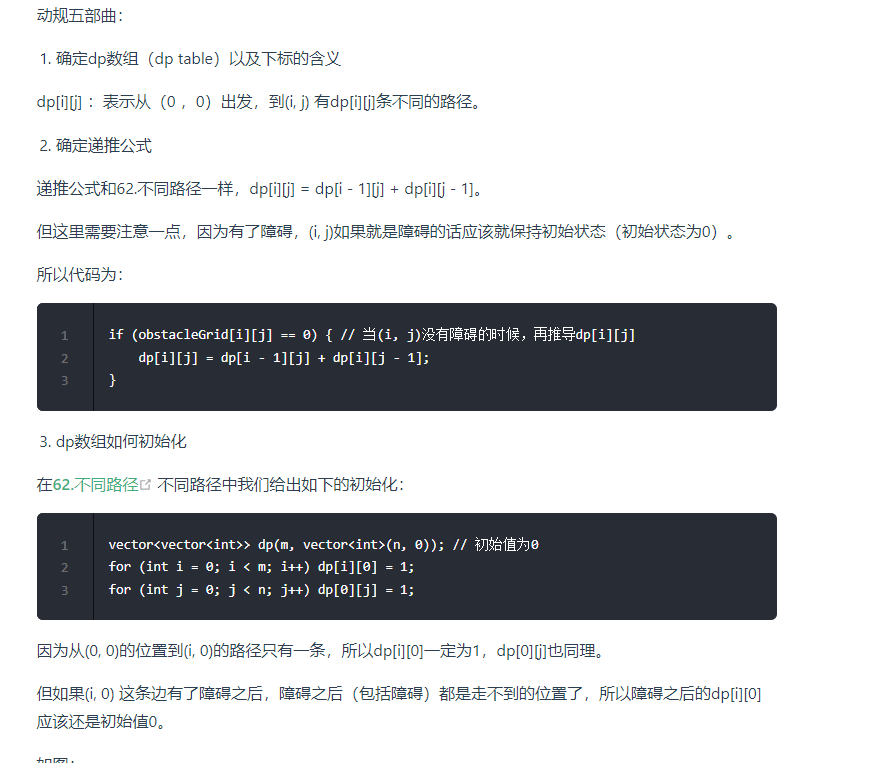 动规五部曲：
1. 确定dp数组（dp table）以及下标的含义
dp[i][j] ：表示从（0 ，0）出发，到(i, j) 有dp[i][j]条不同的路径。
2. 确定递推公式
递推公式和62.不同路径一样，dp[i][j] = dp[i - 1][j] + dp[i][j - 1]。
但这里需要注意一点，因为有了障碍，(i, j)如果就是障碍的话应该就保持初始状态（初始状态为0）。
所以代码为：
1 if (obstacleGrid[i][j] == 0) { // 当(i, j)没有障碍的时候，再推导dp[i][j]
2     dp[i][j] = dp[i - 1][j] + dp[i][j - 1];
3 }
3. dp数组如何初始化
在62.不同路径 不同路径中我们给出如下的初始化：
1 vector<vector<int>> dp(m, vector<int>(n, 0)); // 初始值为0
2 for (int i = 0; i < m; i++) dp[i][0] = 1;
3 for (int j = 0; j < n; j++) dp[0][j] = 1;
因为从(0, 0)的位置到(i, 0)的路径只有一条，所以dp[i][0]一定为1，dp[0][j]也同理。
但如果(i, 0) 这条边有了障碍之后，障碍之后（包括障碍）都是走不到的位置了，所以障碍之后的dp[i][0]
应该还是初始值0。
如图：